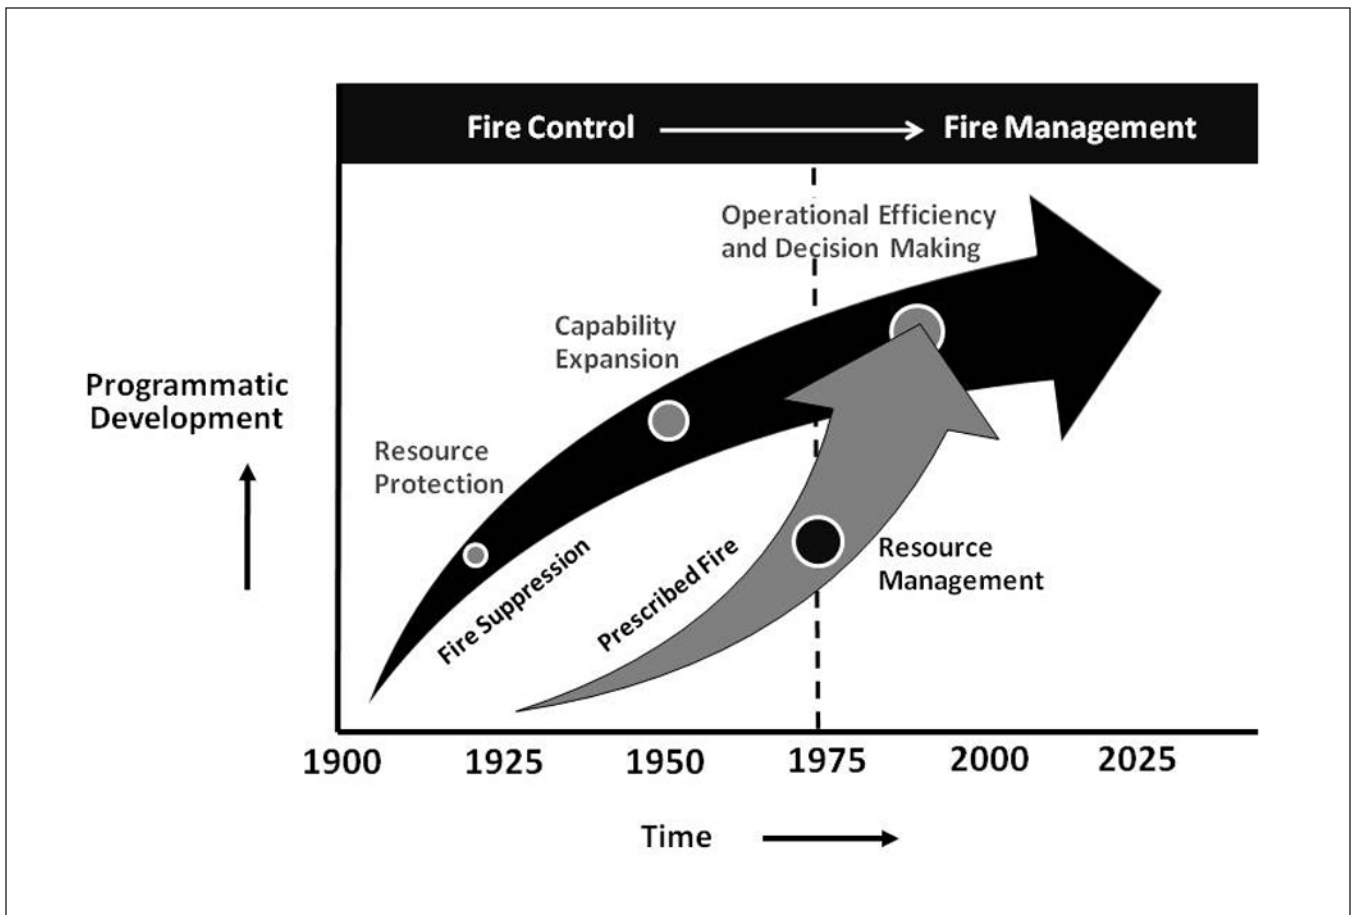 Fire Control Fire Management
Operational Efficiency
and Decision Making
Capability
Expansion
Programmatic
Development
Resource
Protection
Fire Suppression
Prescribed Fire
Resource
Management
1900 1925 1950 1975 2000 2025
Time